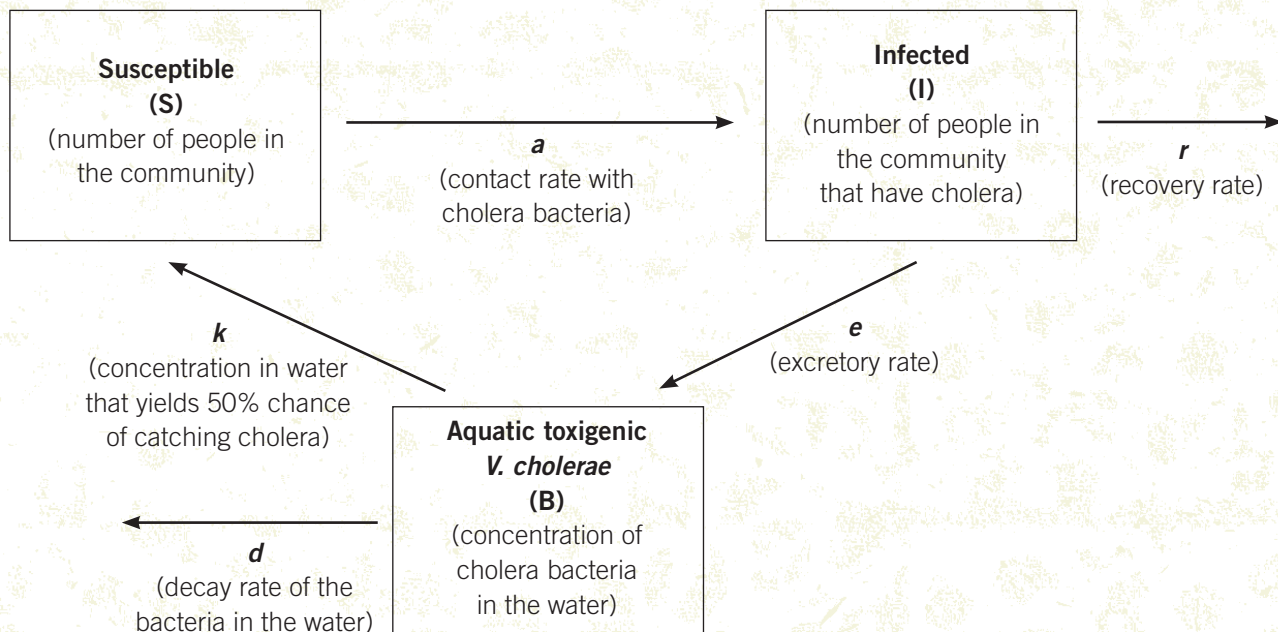 Susceptible
(S)
(number of people in
the community)
a
(contact rate with
cholera bacteria)
Infected
(I)
(number of people in
the community
that have cholera)
r
(recovery rate)
k
(concentration in water
that yields 50% chance
of catching cholera)
e
(excretory rate)
Aquatic toxigenic
V. cholerae
(B)
(concentration of
cholera bacteria
in the water)
d
(decay rate of the
bacteria in the water)